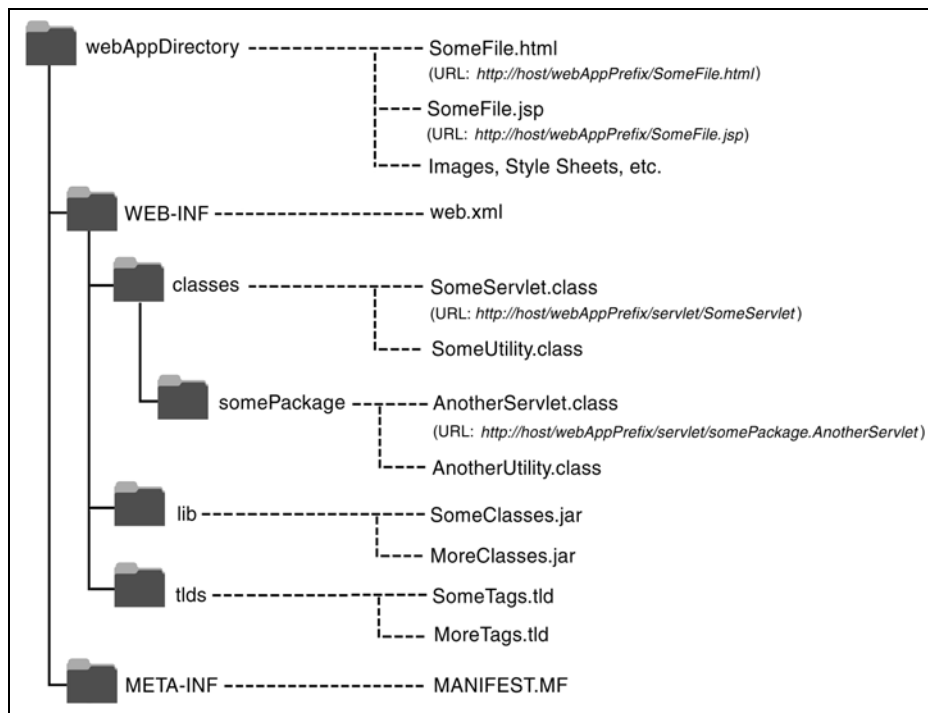 webAppDirectory SomeFile.html
(URL: http://host/webAppPrefix/SomeFile.html)
SomeFile.jsp
(URL: http://host/webAppPrefix/SomeFile.jsp)
Images, Style Sheets, etc.
WEB-INF web.xml
classes SomeServlet.class
(URL: http://host/webAppPrefix/servlet/SomeServlet)
SomeUtility.class
somePackage AnotherServlet.class
(URL: http://host/webAppPrefix/servlet/somePackage.AnotherServlet)
AnotherUtility.class
lib SomeClasses.jar
MoreClasses.jar
tlds SomeTags.tld
MoreTags.tld
META-INF MANIFEST.MF